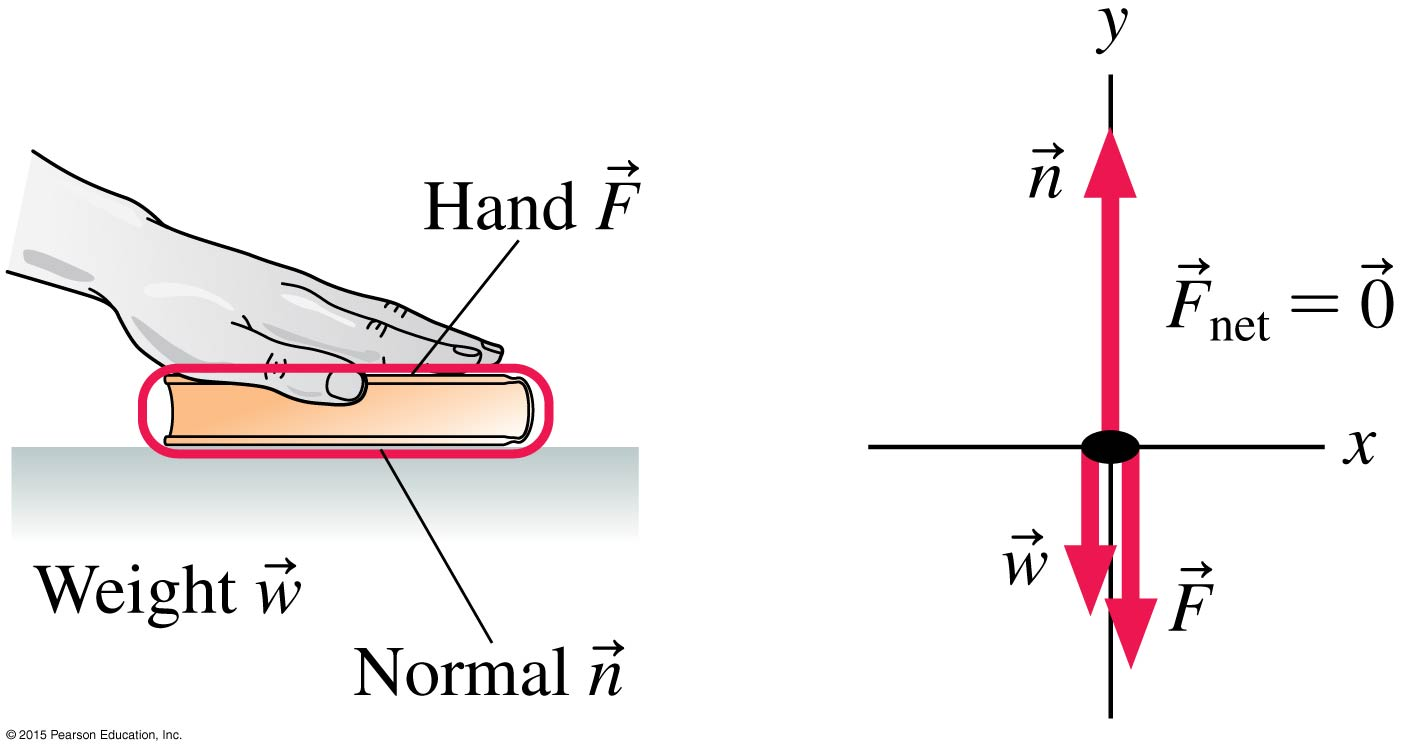 Hand F⃗
Weight w⃗
Normal n⃗
© 2015 Pearson Education, Inc.
y
n⃗
F⃗net = 0⃗
x
w⃗
F⃗